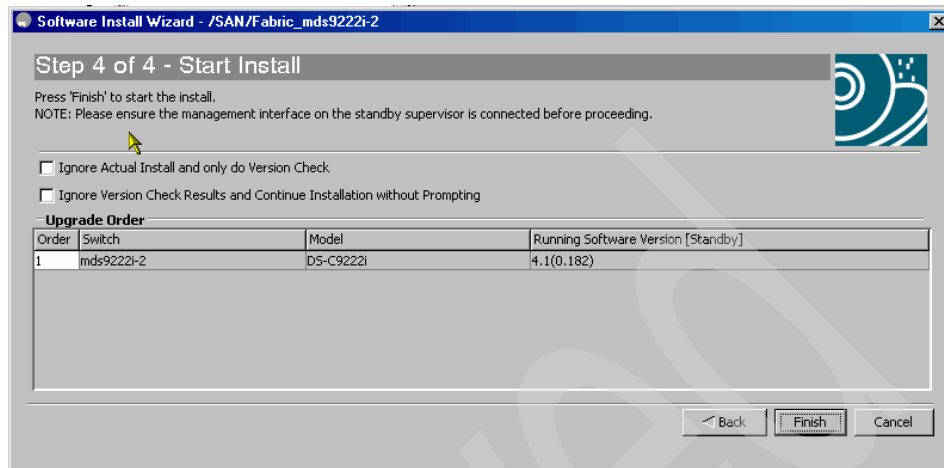 Software Install Wizard - /SAN/Fabric_mds9222i-2
Step 4 of 4 - Start Install
Press 'Finish' to start the install.
NOTE: Please ensure the management interface on the standby supervisor is connected before proceeding.
Ignore Actual Install and only do Version Check
Ignore Version Check Results and Continue Installation without Prompting
Upgrade Order
Order Switch Model Running Software Version [Standby]
1 mds9222i-2 DS-C9222i 4.1(0.182)
Back Finish Cancel